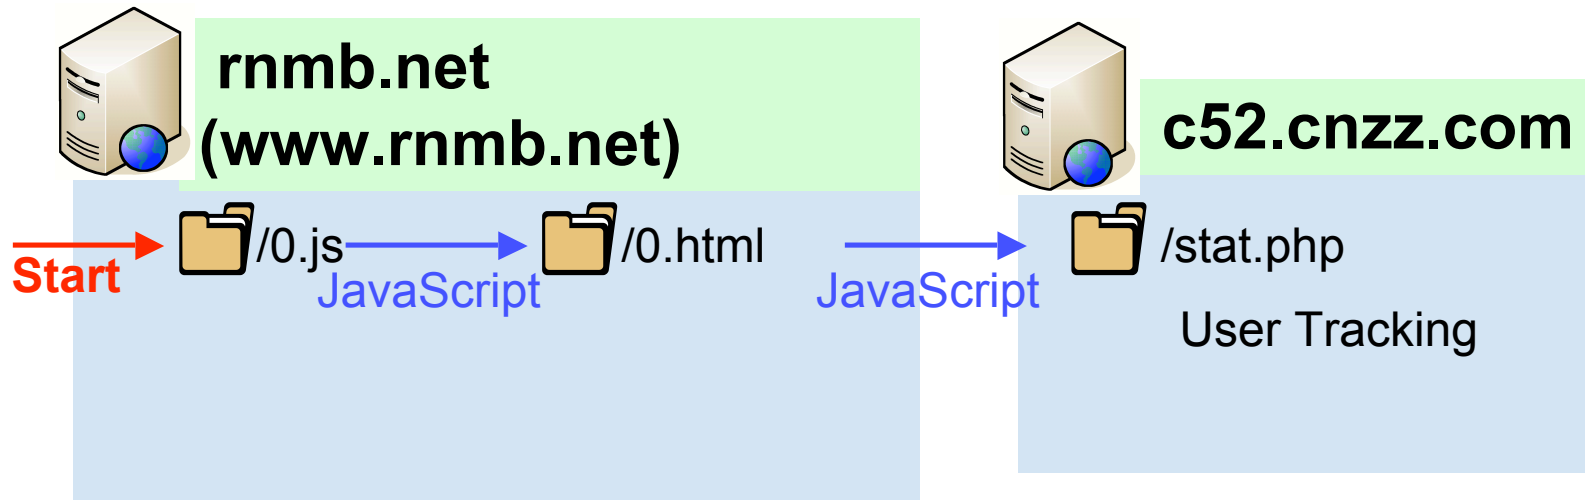 rnmb.net
(www.rnmb.net)
c52.cnzz.com
Start
/0.js
JavaScript
/0.html
JavaScript
/stat.php
User Tracking